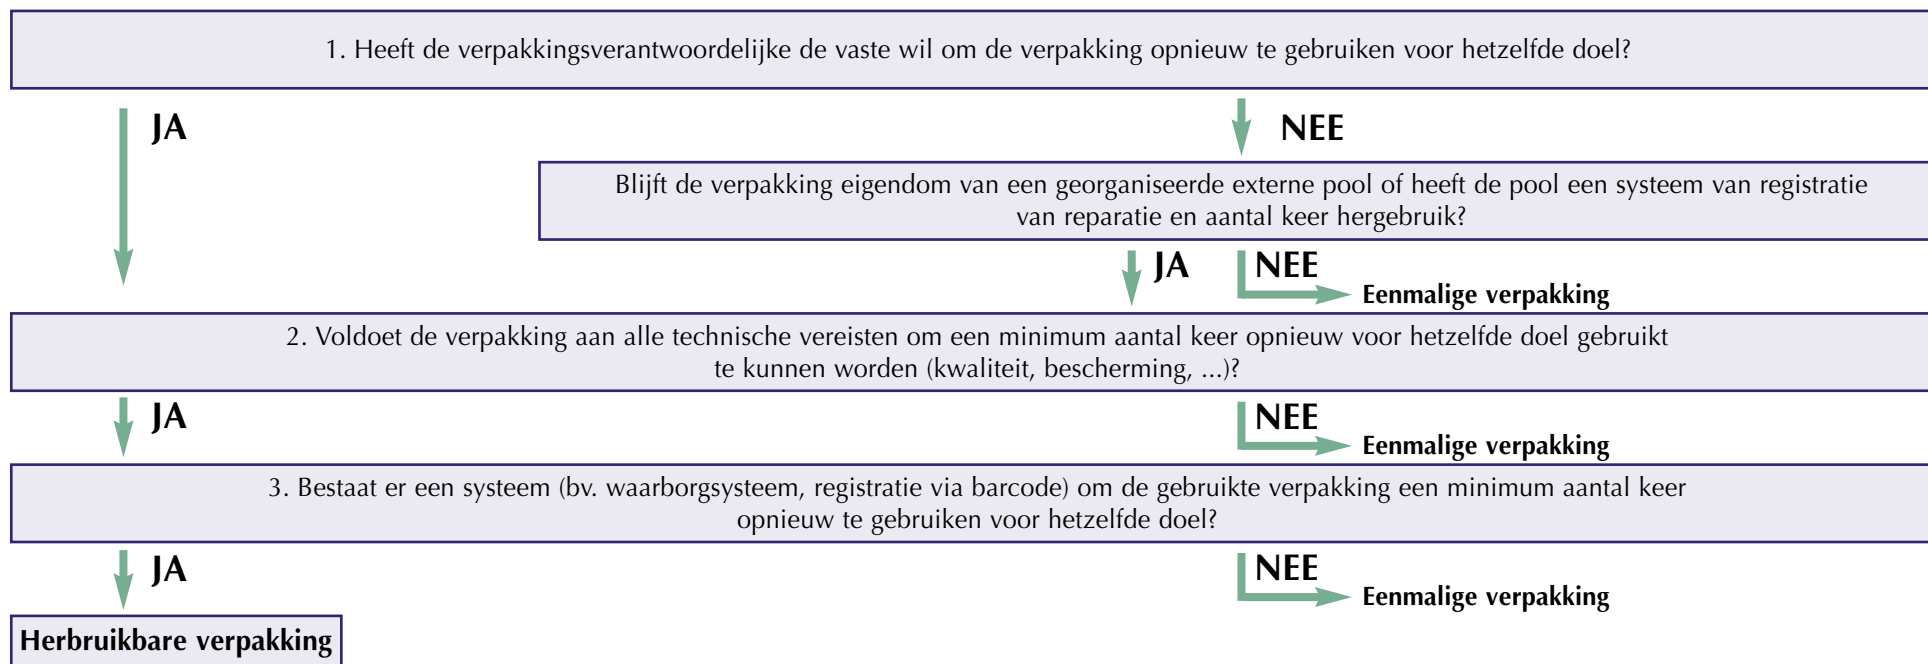 1. Heeft de verpakkingsverantwoordelijke de vaste wil om de verpakking opnieuw te gebruiken voor hetzelfde doel?
JA
NEE
Blijft de verpakking eigendom van een georganiseerde externe pool of heeft de pool een systeem van registratie
van reparatie en aantal keer hergebruik?
JA
NEE
Eenmalige verpakking
2. Voldoet de verpakking aan alle technische vereisten om een minimum aantal keer opnieuw voor hetzelfde doel gebruikt
te kunnen worden (kwaliteit, bescherming, ...)?
JA
NEE
Eenmalige verpakking
3. Bestaat er een systeem (bv. waarborgsysteem, registratie via barcode) om de gebruikte verpakking een minimum aantal keer
opnieuw te gebruiken voor hetzelfde doel?
JA
NEE
Eenmalige verpakking
Herbruikbare verpakking